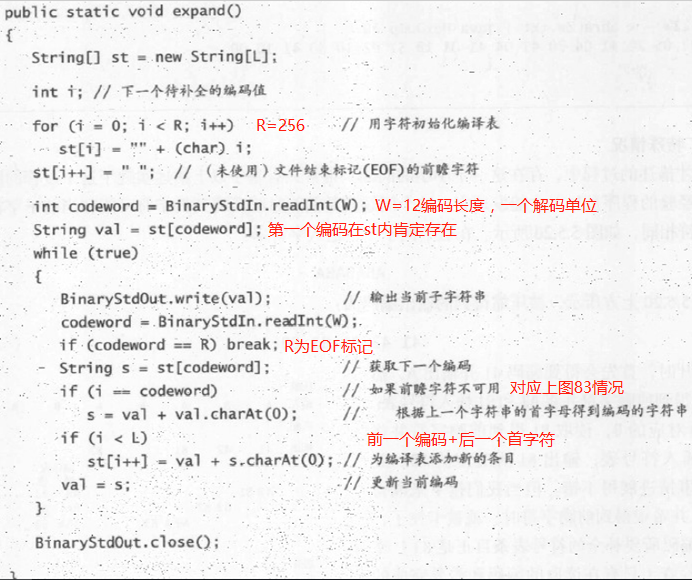 public static void expand()
{
String[] st = new String[L];
int i; // 下一个待补全的编码值
for (i = 0; i < R; i++) R=256 // 用字符初始化编译表
st[i] = "" + (char) i;
st[i++] = " "; // (未使用)文件结束标记(EOF)的前瞻字符
int codeword = BinaryStdIn.readInt(W); W=12编码长度，一个解码单位
String val = st[codeword]; 第一个编码在st内肯定存在
while (true)
{
BinaryStdOut.write(val); // 输出当前子字符串
codeword = BinaryStdIn.readInt(W);
if (codeword == R) break; R为EOF标记
String s = st[codeword]; // 获取下一个编码
if (i == codeword) // 如果前瞻字符不可用 对应上图83情况
s = val + val.charAt(0); // 根据上一个字符串的首字母得到编码的字符串
if (i < L) 前一个编码+后一个首字符
st[i++] = val + s.charAt(0); // 为编译表添加新的条目
val = s; // 更新当前编码
}
BinaryStdOut.close();
}